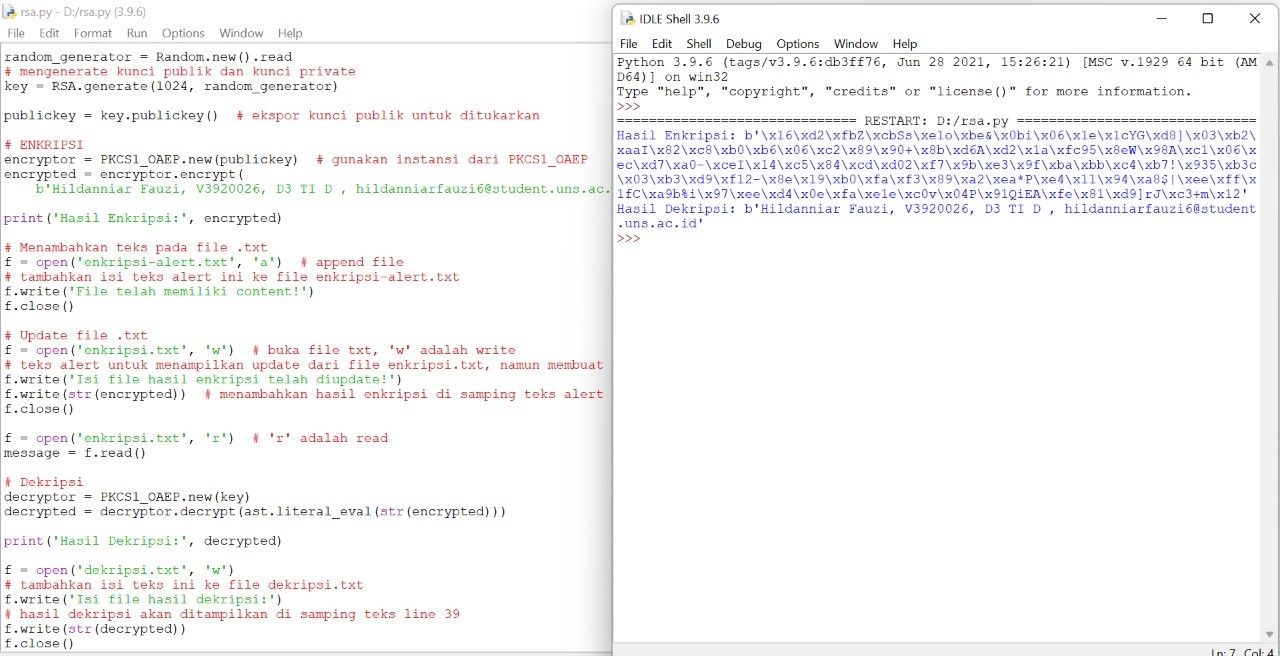 rsa.py - D:/rsa.py (3.9.6)
File Edit Format Run Options Window Help
random_generator = Random.new().read
# mengenerate kunci publik dan kunci private
key = RSA.generate(1024, random_generator)
publickey = key.publickey()  # ekspor kunci publik untuk ditukarkan
# ENKRIPSI
encryptor = PKCS1_OAEP.new(publickey)  # gunakan instansi dari PKCS1_OAEP
encrypted = encryptor.encrypt(
    b'Hildanniar Fauzi, V3920026, D3 TI D , hildanniarfauzi6@student.uns.ac.
print('Hasil Enkripsi:', encrypted)
# Menambahkan teks pada file .txt
f = open('enkripsi-alert.txt', 'a')  # append file
# tambahkan isi teks alert ini ke file enkripsi-alert.txt
f.write('File telah memiliki content!')
f.close()
# Update file .txt
f = open('enkripsi.txt', 'w')  # buka file txt, 'w' adalah write
# teks alert untuk menampilkan update dari file enkripsi.txt, namun membuat
f.write('Isi file hasil enkripsi telah diupdate!')
f.write(str(encrypted))  # menambahkan hasil enkripsi di samping teks alert
f.close()
f = open('enkripsi.txt', 'r')  # 'r' adalah read
message = f.read()
# Dekripsi
decryptor = PKCS1_OAEP.new(key)
decrypted = decryptor.decrypt(ast.literal_eval(str(encrypted)))
print('Hasil Dekripsi:', decrypted)
f = open('dekripsi.txt', 'w')
# tambahkan isi teks ini ke file dekripsi.txt
f.write('Isi file hasil dekripsi:')
# hasil dekripsi akan ditampilkan di samping teks line 39
f.write(str(decrypted))
f.close()
IDLE Shell 3.9.6
File Edit Shell Debug Options Window Help
Python 3.9.6 (tags/v3.9.6:db3ff76, Jun 28 2021, 15:26:21) [MSC v.1929 64 bit (AM
D64)] on win32
Type "help", "copyright", "credits" or "license()" for more information.
>>>
============================ RESTART: D:/rsa.py ============================
Hasil Enkripsi: b'\x16\xd2\xfbZ\xcbSs\xe1o\xbe&\x0bi\x06\x1e\x1cYG\xd8]\x03\xb2\
\xaaI\x82\xc8\xb0\xb6\x06\xc2\x89\x90+\x8b\xd6A\xd2\x1a\xfc95\x8eW\x98A\xc1\x06\x
ec\xd7\xa0-\xceI\x14\xc5\x84\xcd\xd02\xf7\x9b\xe3\x9f\xba\xbb\xc4\xb7!\x935\xb3c
\x03\xb3\xd9\xf12-\x8e\x19\xb0\xfa\xf3\x89\xa2\xea*P\xe4\x11\x94\xa8$|\xee\xff\x
1fC\xa9b%i\x97\xee\xd4\x0e\xfa\xe1e\xc0v\x04P\x91QiEA\xfe\x81\xd9]rJ\xc3+m\x12'
Hasil Dekripsi: b'Hildanniar Fauzi, V3920026, D3 TI D , hildanniarfauzi6@student
.uns.ac.id'
>>>
Ln: 7 Col: 4